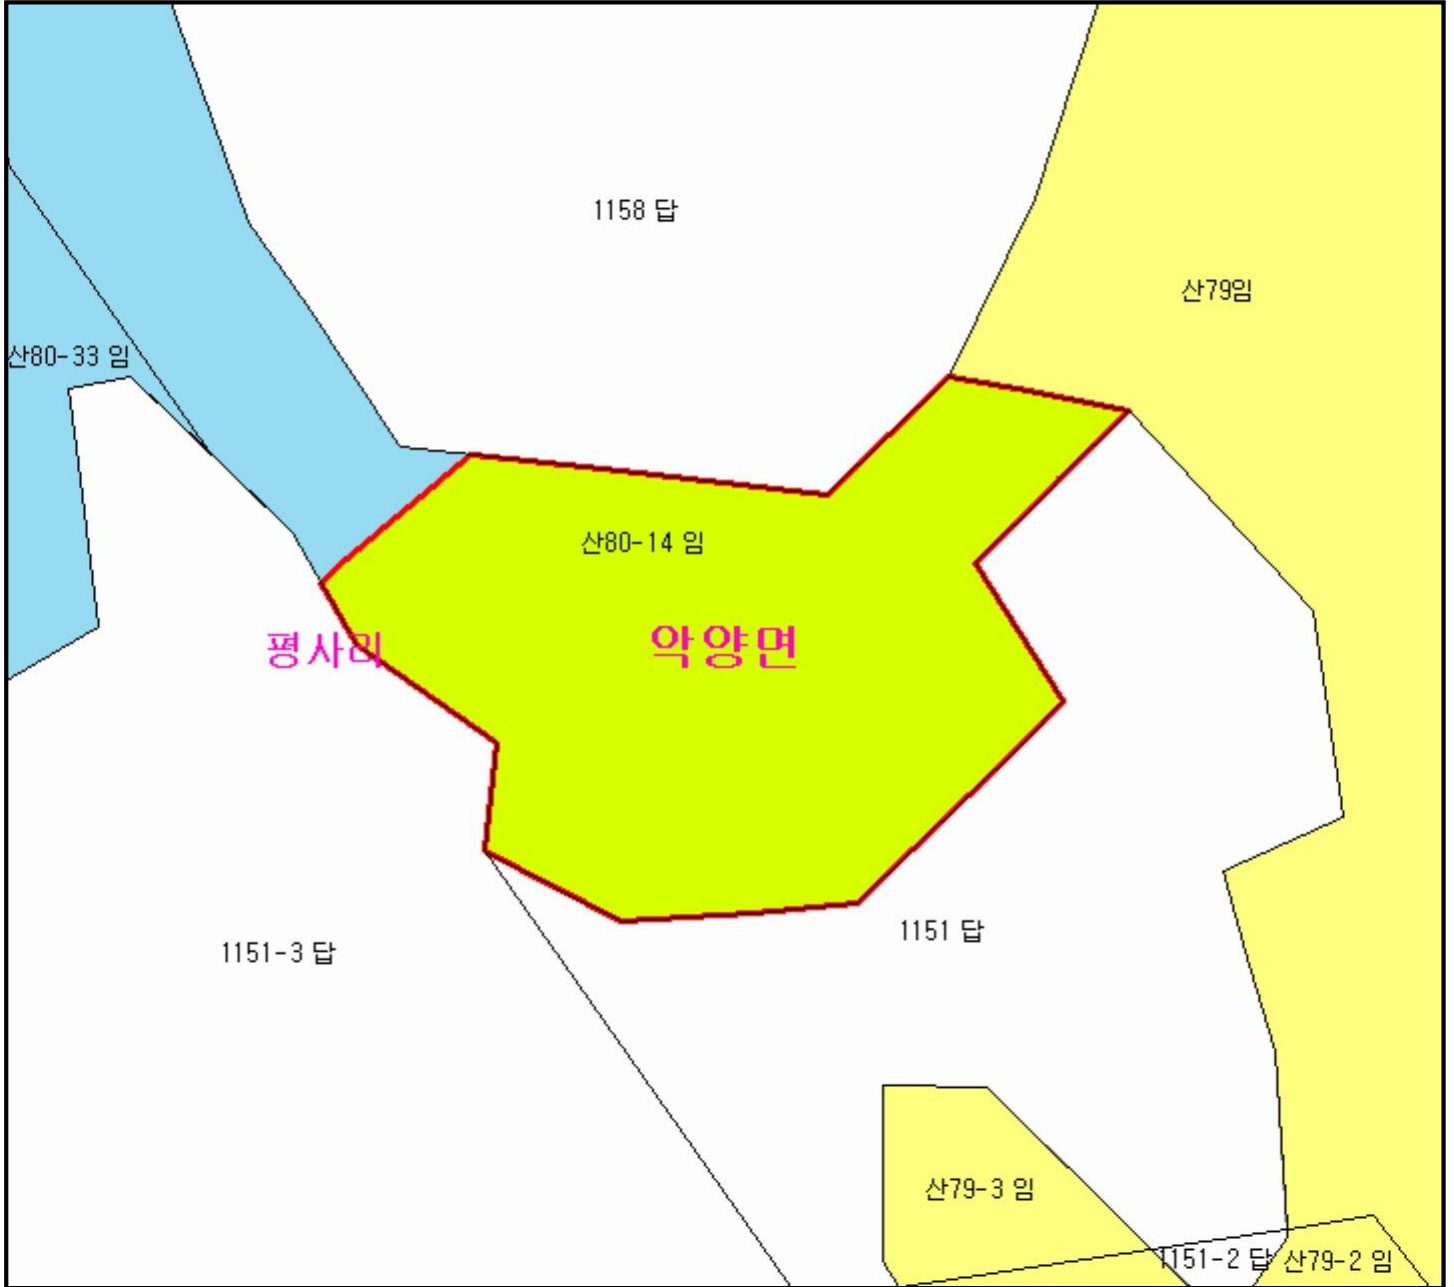 1158 답
산79임
산80-33 임
산80-14 임
평사리
악양면
1151 답
1151-3 답
산79-3 임
1151-2 답
산79-2 임